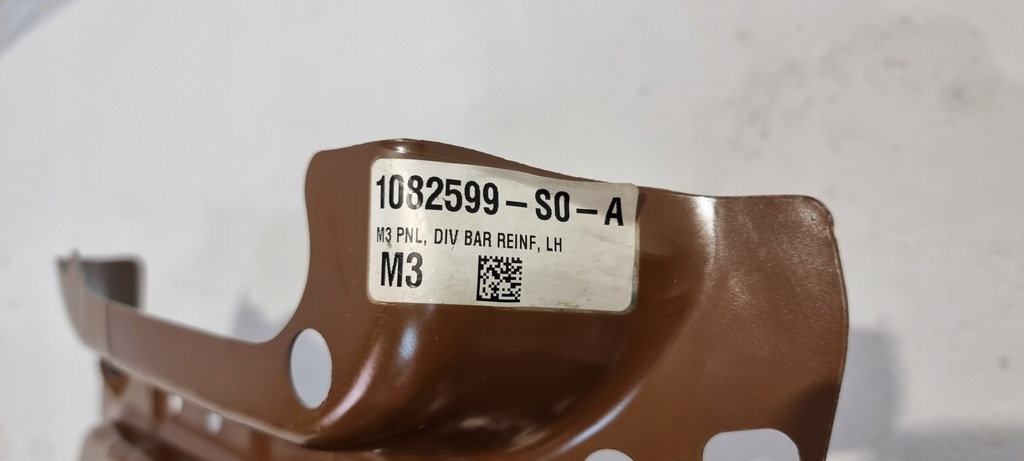 1082599-S0-A
M3 PNL, DIV BAR REINF, LH
M3